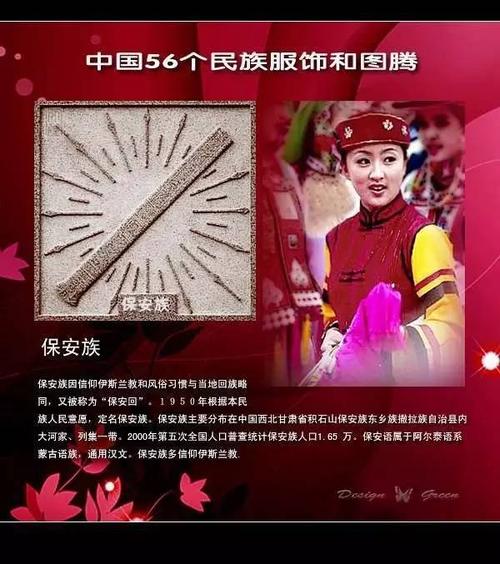 中国56个民族服饰和图腾
保安族
保安族
保安族因信仰伊斯兰教和风俗习惯与当地回族略
同，又被称为“保安回”。1950年根据本民
族人民意愿，定名保安族。保安族主要分布在中国西北甘肃省积石山保安族东乡族撒拉族自治县内
大河家、列集一带。2000年第五次全国人口普查统计保安族人口1.65 万。保安语属于阿尔泰语系
蒙古语族，通用汉文。保安族多信仰伊斯兰教.
Design Green